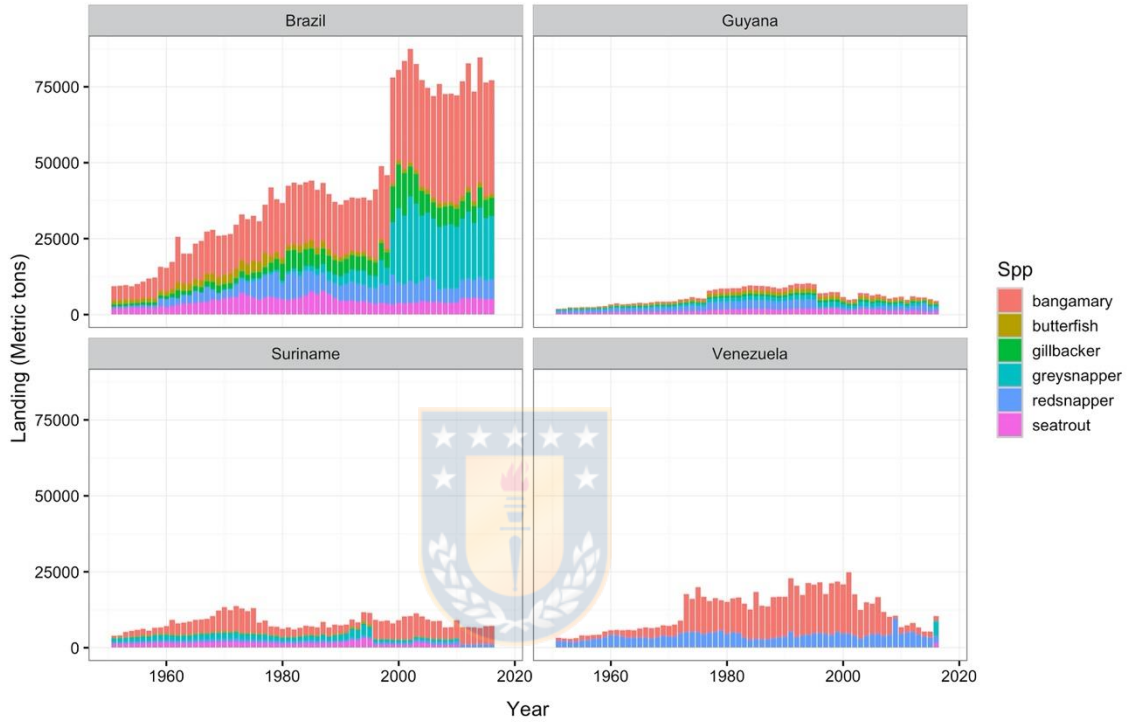 Brazil
Guyana
75000
50000
25000
0
Suriname
Venezuela
75000
50000
25000
0
1960
1980
2000
2020
1960
1980
2000
2020
Landing (Metric tons)
Year
Spp
bangamary
butterfish
gillbacker
greysnapper
redsnapper
seatrout